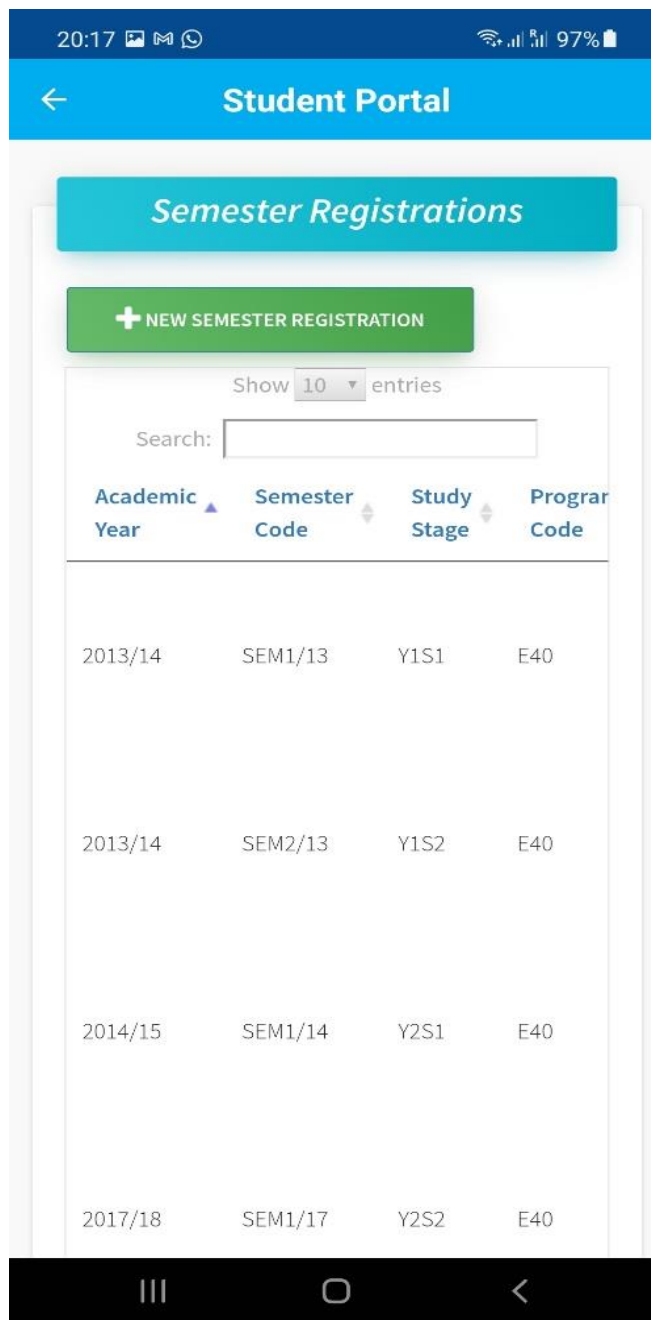 20:17 97%
Student Portal
Semester Registrations
NEW SEMESTER REGISTRATION
Show 10 entries
Search:
Academic Year Semester Code Study Stage Prograr Code
2013/14 SEM1/13 Y1S1 E40
2013/14 SEM2/13 Y1S2 E40
2014/15 SEM1/14 Y2S1 E40
2017/18 SEM1/17 Y2S2 E40